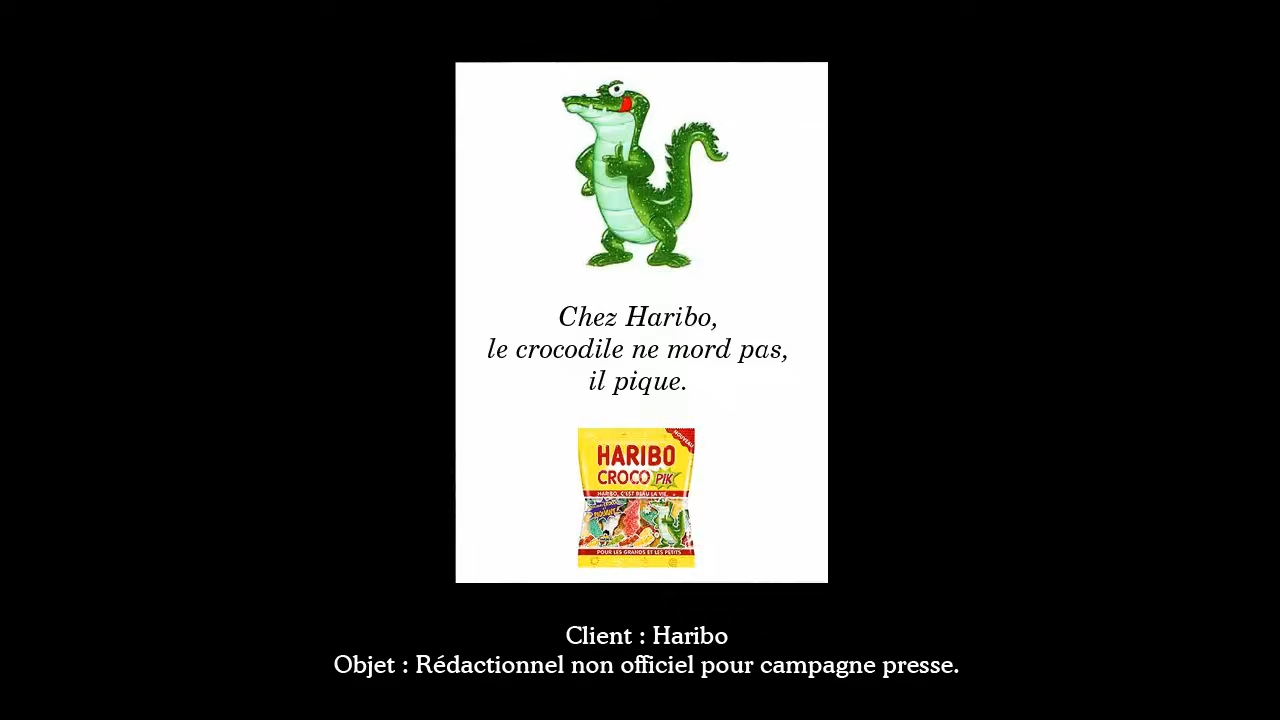 Chez Haribo,
le crocodile ne mord pas,
il pique.
NOUVEAU
HARIBO
CROCO PIK
HARIBO, C'EST BEAU LA VIE.
PIQUANT
POUR LES GRANDS ET LES PETITS
Client : Haribo
Objet : Rédactionnel non officiel pour campagne presse.